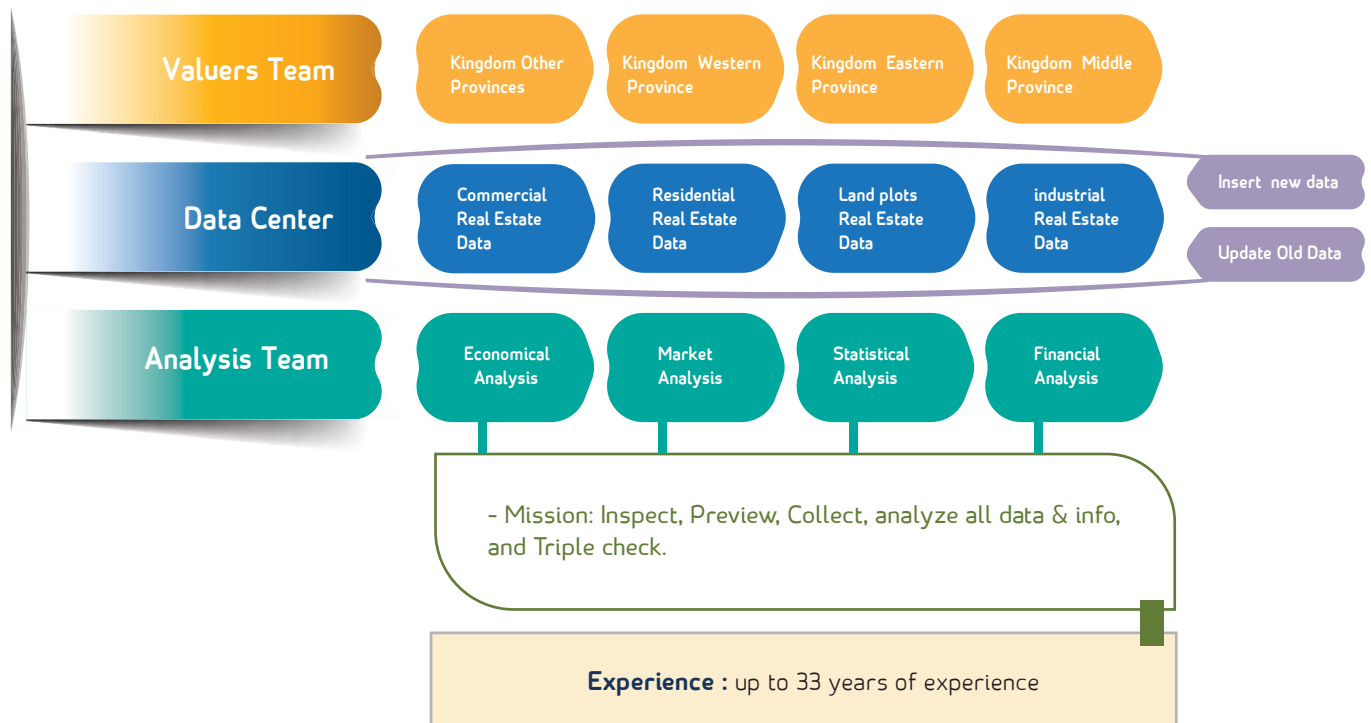 Valuers Team
Kingdom Other
Provinces
Kingdom Western
Province
Kingdom Eastern
Province
Kingdom Middle
Province
Data Center
Commercial
Real Estate
Data
Residential
Real Estate
Data
Land plots
Real Estate
Data
industrial
Real Estate
Data
Insert new data
Update Old Data
Analysis Team
Economical
Analysis
Market
Analysis
Statistical
Analysis
Financial
Analysis
- Mission: Inspect, Preview, Collect, analyze all data & info,
and Triple check.
Experience : up to 33 years of experience